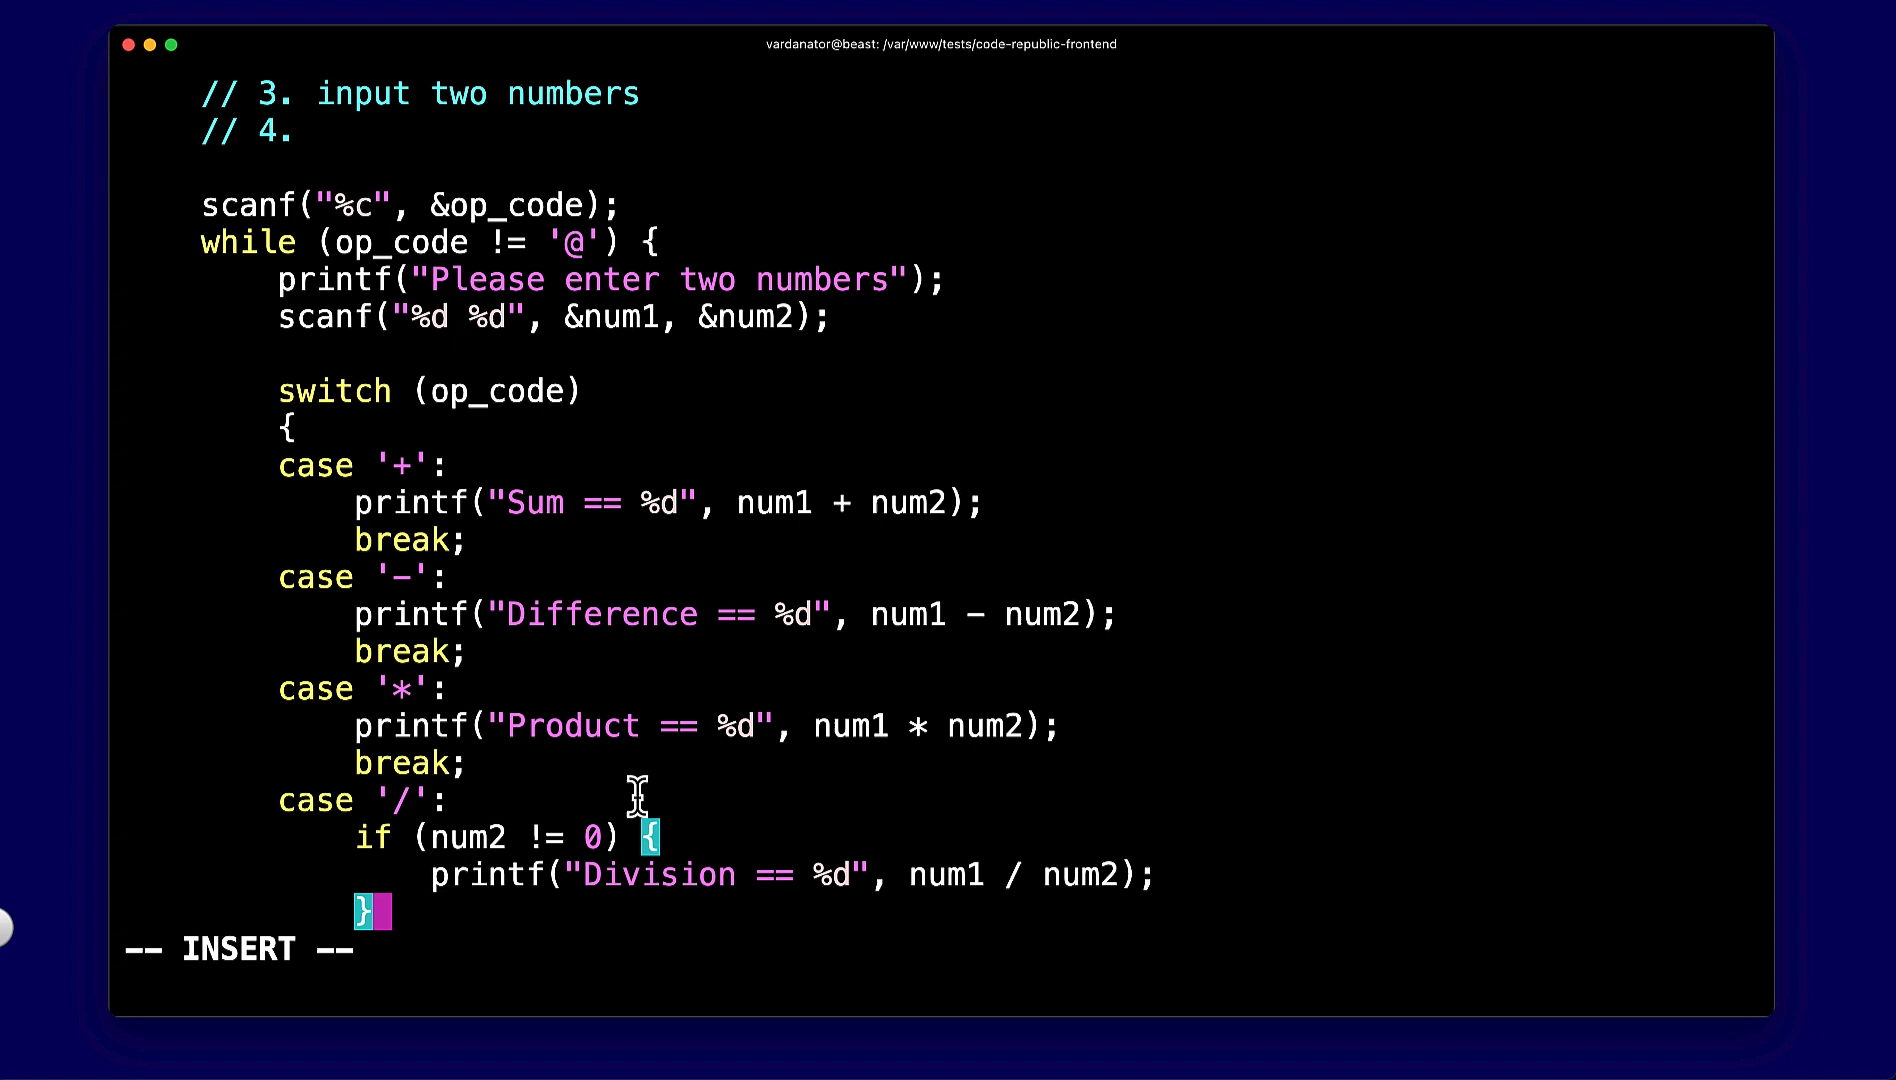 vardanator@beast: /var/www/tests/code-republic-frontend
// 3. input two numbers
// 4.
scanf("%c", &op_code);
while (op_code != '@') {
printf("Please enter two numbers");
scanf("%d %d", &num1, &num2);
switch (op_code)
{
case '+':
printf("Sum == %d", num1 + num2);
break;
case '-':
printf("Difference == %d", num1 - num2);
break;
case '*':
printf("Product == %d", num1 * num2);
break;
case '/':
if (num2 != 0) {
printf("Division == %d", num1 / num2);
}
-- INSERT --